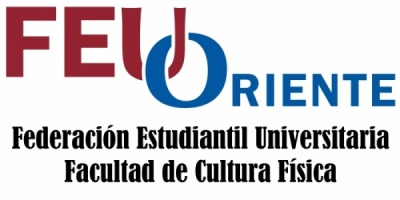 FEU
ORIENTE
Federación Estudiantil Universitaria
Facultad de Cultura Física